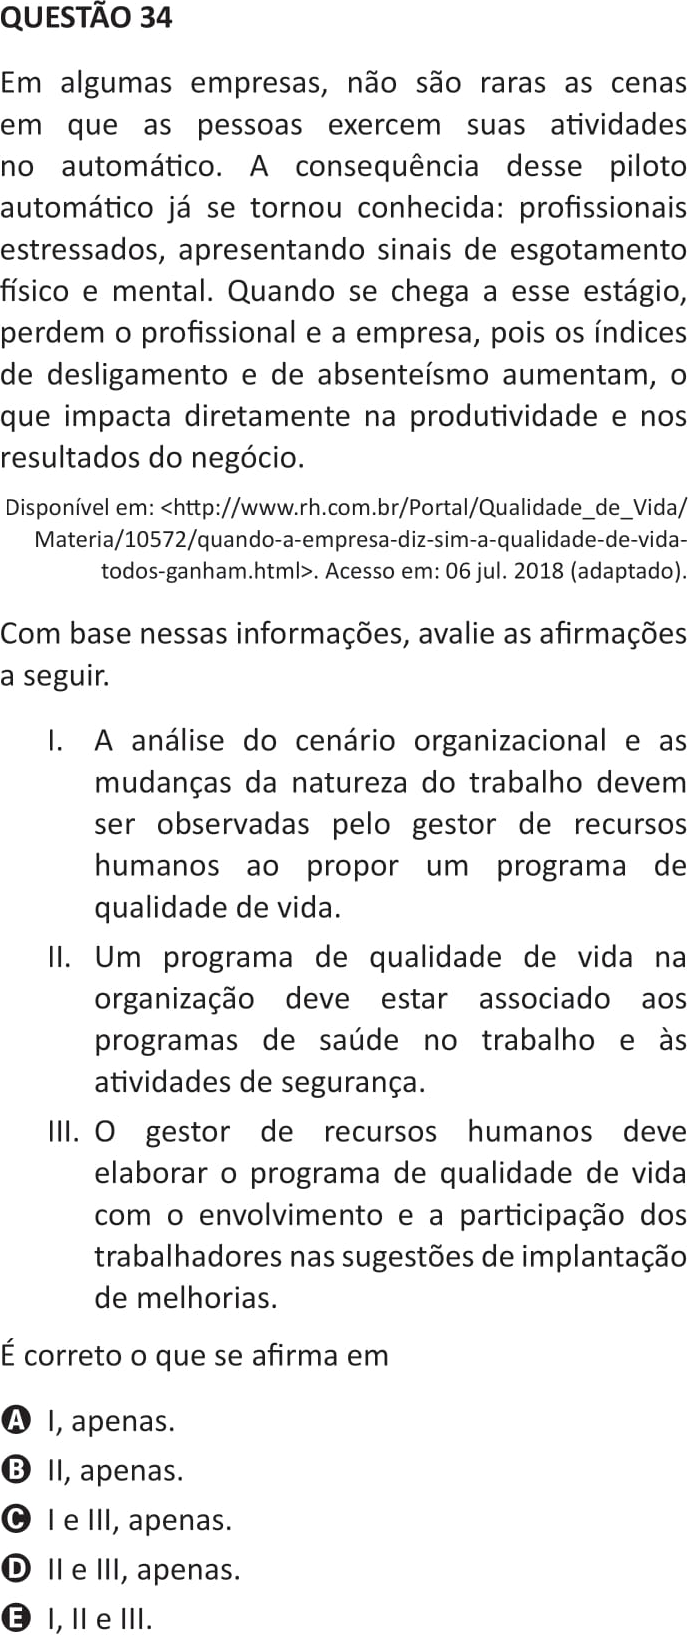 QUESTÃO 34
Em algumas empresas, não são raras as cenas
em que as pessoas exercem suas atividades
no automático. A consequência desse piloto
automático já se tornou conhecida: profissionais
estressados, apresentando sinais de esgotamento
físico e mental. Quando se chega a esse estágio,
perdem o profissional e a empresa, pois os índices
de desligamento e de absenteísmo aumentam, o
que impacta diretamente na produtividade e nos
resultados do negócio.
Disponível em: <http://www.rh.com.br/Portal/Qualidade_de_Vida/
Materia/10572/quando-a-empresa-diz-sim-a-qualidade-de-vida-
todos-ganham.html>. Acesso em: 06 jul. 2018 (adaptado).
Com base nessas informações, avalie as afirmações
a seguir.
I. A análise do cenário organizacional e as
mudanças da natureza do trabalho devem
ser observadas pelo gestor de recursos
humanos ao propor um programa de
qualidade de vida.
II. Um programa de qualidade de vida na
organização deve estar associado aos
programas de saúde no trabalho e às
atividades de segurança.
III. O gestor de recursos humanos deve
elaborar o programa de qualidade de vida
com o envolvimento e a participação dos
trabalhadores nas sugestões de implantação
de melhorias.
É correto o que se afirma em
A I, apenas.
B II, apenas.
C I e III, apenas.
D II e III, apenas.
E I, II e III.